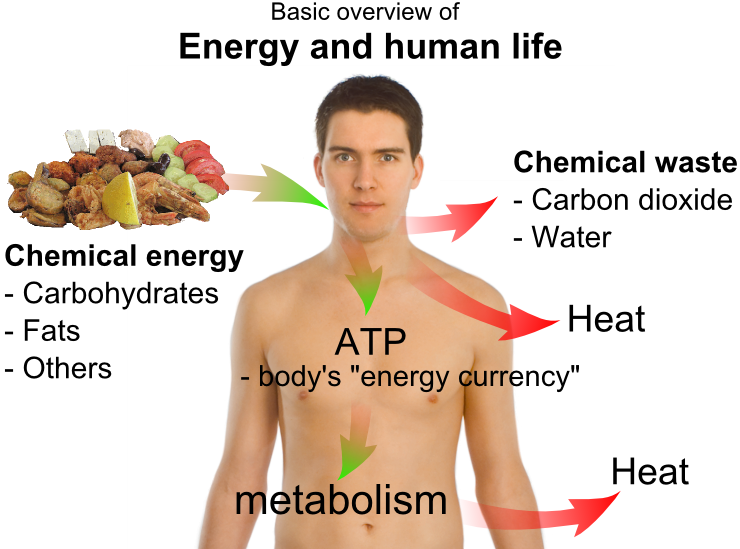 Basic overview of
Energy and human life
Chemical energy
- Carbohydrates
- Fats
- Others
Chemical waste
- Carbon dioxide
- Water
Heat
ATP
- body's "energy currency"
metabolism
Heat